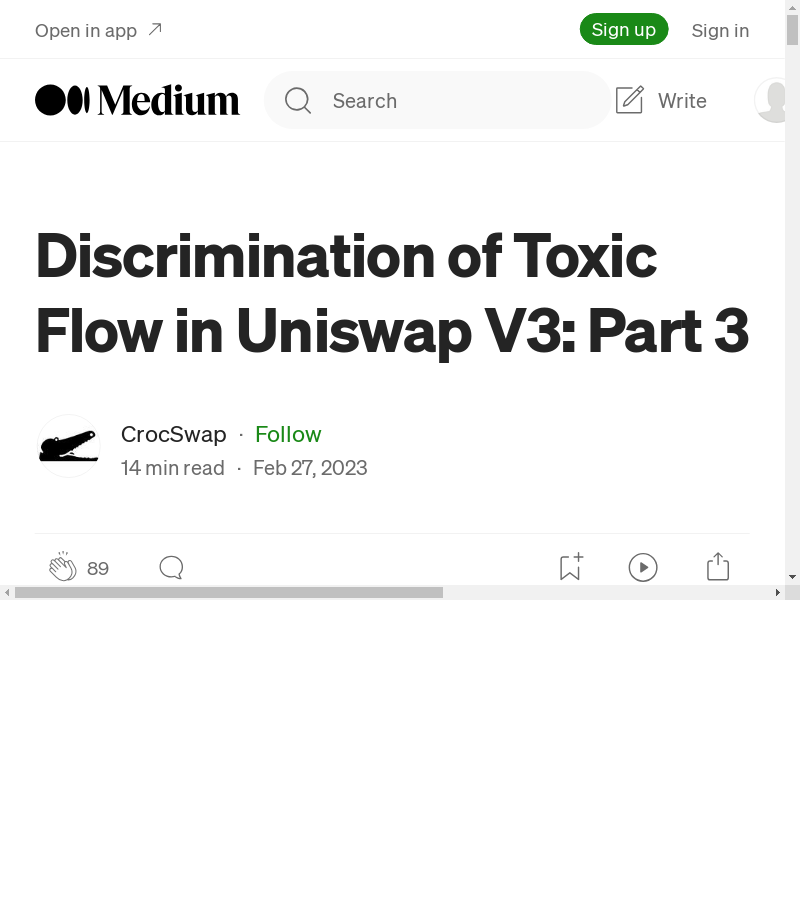 Open in app
Sign up
Sign in
Medium
Search
Write
Discrimination of Toxic
Flow in Uniswap V3: Part 3
CrocSwap · Follow
14 min read · Feb 27, 2023
89